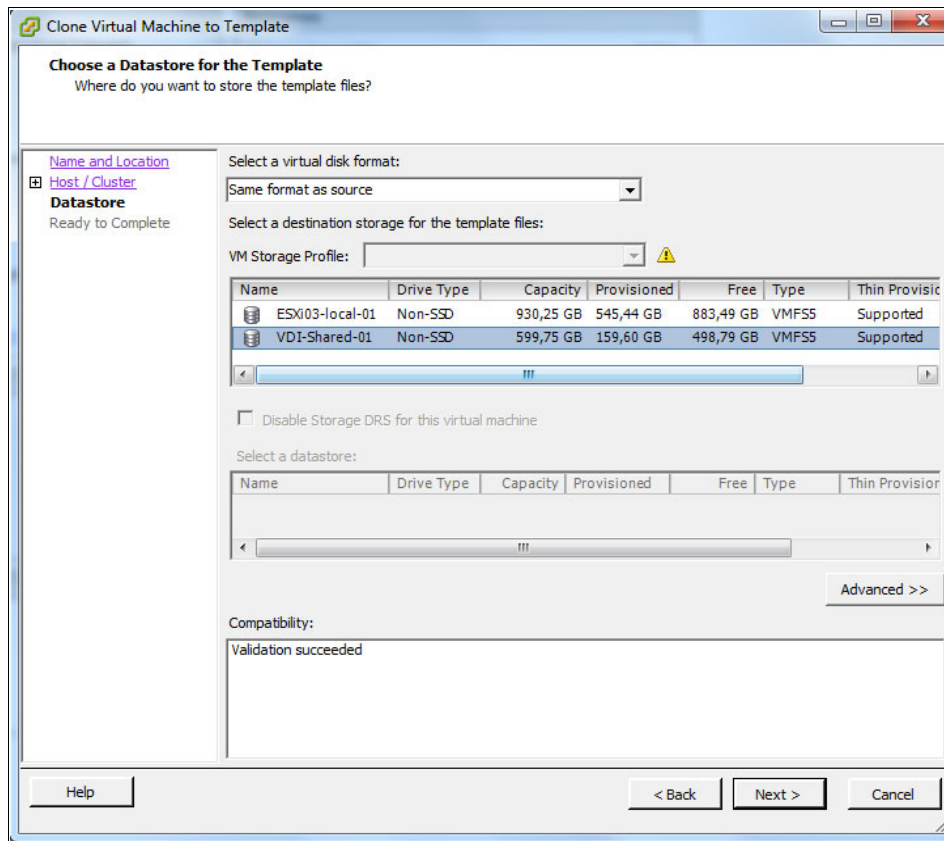 Clone Virtual Machine to Template
Choose a Datastore for the Template
Where do you want to store the template files?
Name and Location
Host / Cluster
Datastore
Ready to Complete
Select a virtual disk format:
Same format as source
Select a destination storage for the template files:
VM Storage Profile:
Name Drive Type Capacity Provisioned Free Type Thin Provisic
ESXi03-local-01 Non-SSD 930,25 GB 545,44 GB 883,49 GB VMFS5 Supported
VDI-Shared-01 Non-SSD 599,75 GB 159,60 GB 498,79 GB VMFS5 Supported
Disable Storage DRS for this virtual machine
Select a datastore:
Name Drive Type Capacity Provisioned Free Type Thin Provision
Advanced >>
Compatibility:
Validation succeeded
Help < Back Next > Cancel